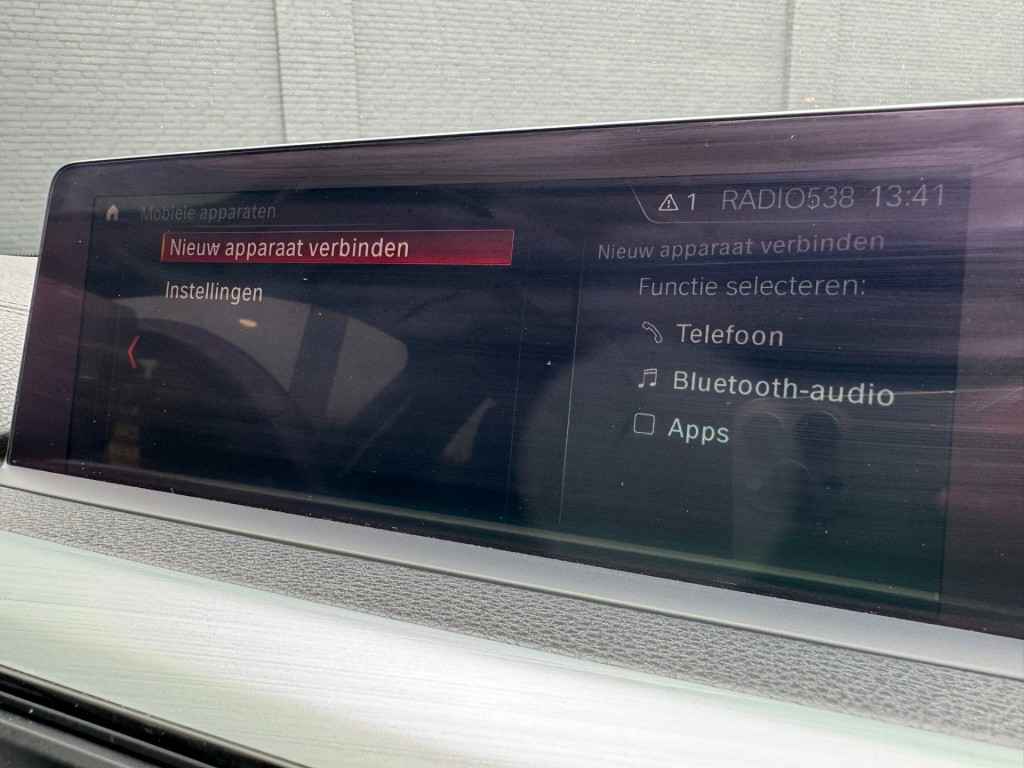 Mobiele apparaten
1 RADIO538 13:41
Nieuw apparaat verbinden
Instellingen
Nieuw apparaat verbinden
Functie selecteren:
Telefoon
Bluetooth-audio
Apps